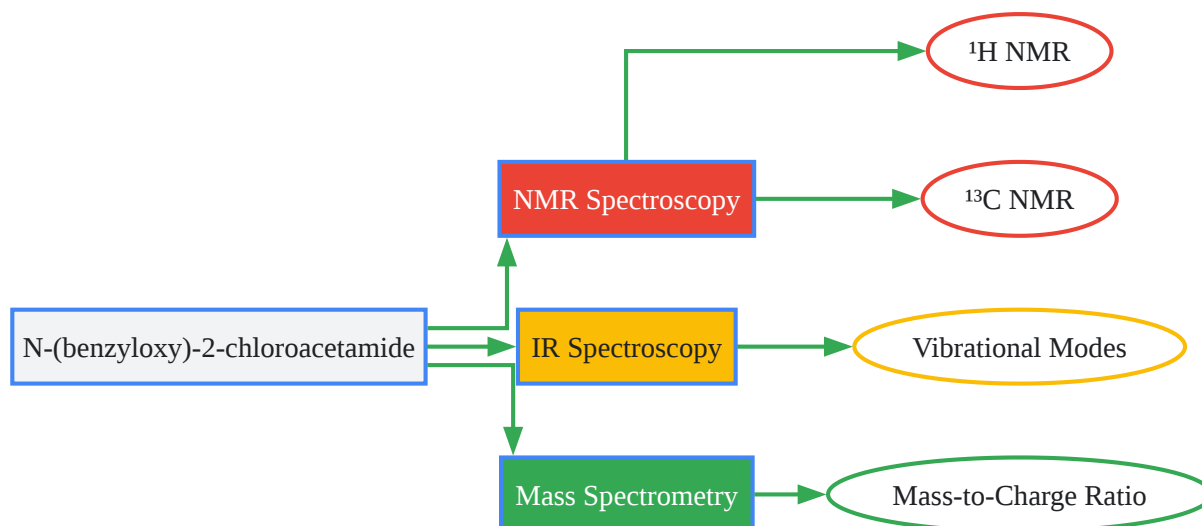 ¹H NMR
NMR Spectroscopy
¹³C NMR
N-(benzyloxy)-2-chloroacetamide
IR Spectroscopy
Vibrational Modes
Mass Spectrometry
Mass-to-Charge Ratio